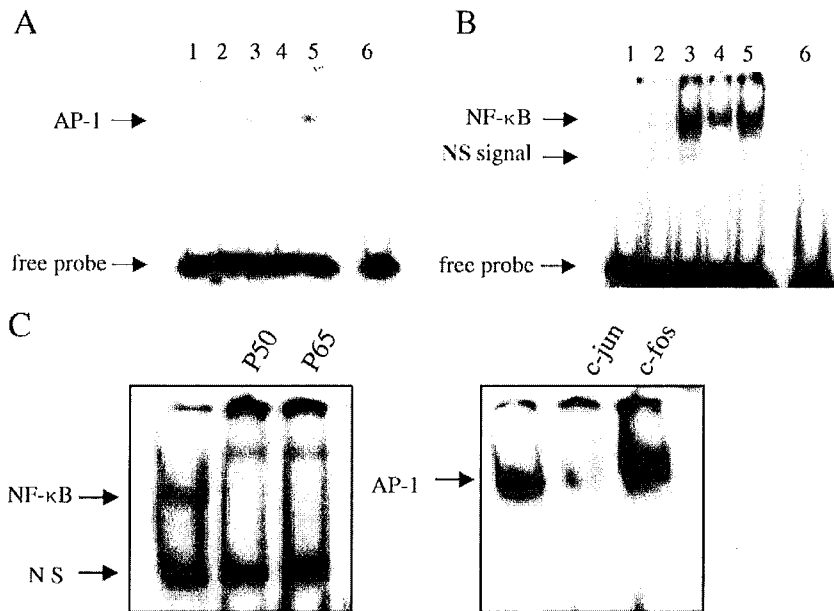 A
1 2 3 4 5 6
AP-1
free probe
B
1 2 3 4 5 6
NF-κB
NS signal
free probe
C
P50 P65
NF-κB
N S
c-jun c-fos
AP-1